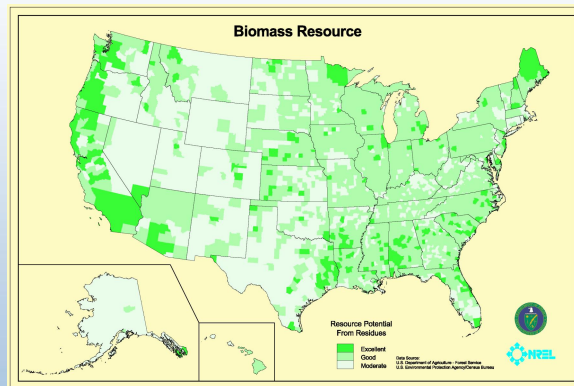 Biomass Resource
Resource Potential
From Residues
Excellent
Good
Moderate
Data Source:
U.S. Department of Agriculture - Forest Service
U.S. Environmental Protection Agency/Census Bureau
NREL